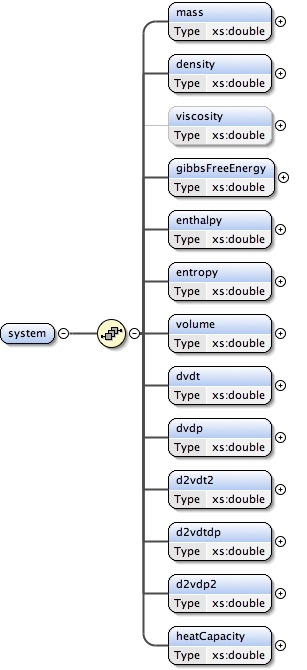 mass
Type xs:double
density
Type xs:double
viscosity
Type xs:double
gibbsFreeEnergy
Type xs:double
enthalpy
Type xs:double
entropy
Type xs:double
system
volume
Type xs:double
dvdt
Type xs:double
dvdp
Type xs:double
d2vdt2
Type xs:double
d2vdtdp
Type xs:double
d2vdp2
Type xs:double
heatCapacity
Type xs:double